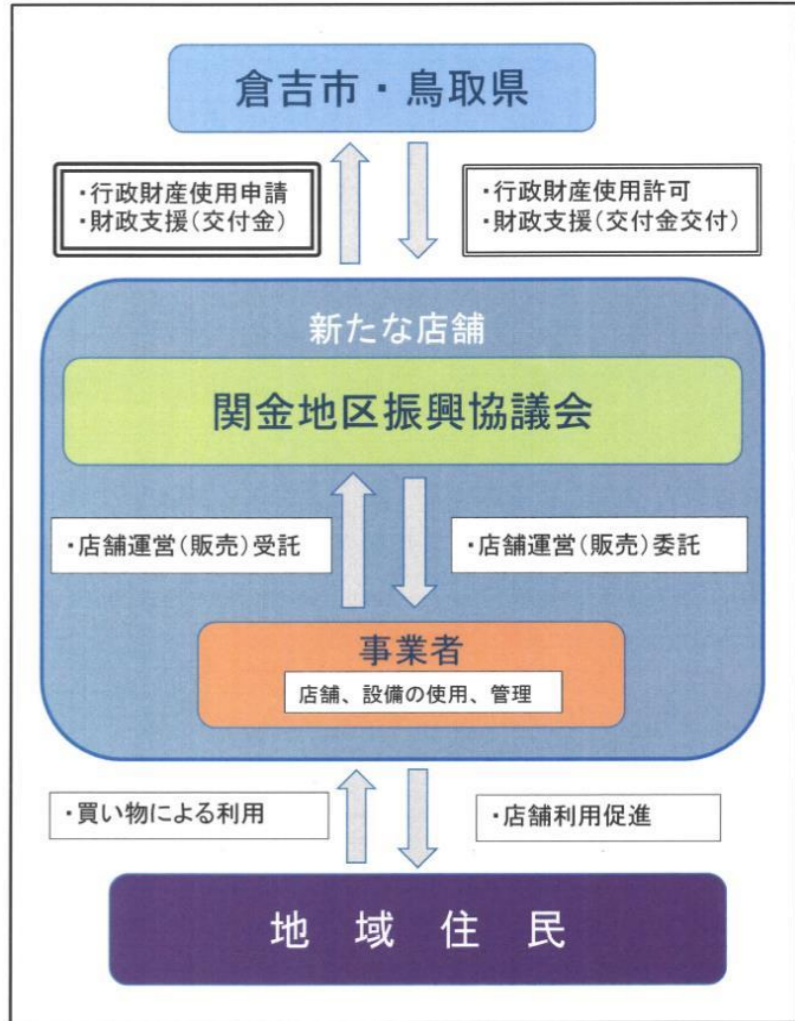 倉吉市・鳥取県
・行政財産使用申請
・財政支援(交付金)
・行政財産使用許可
・財政支援(交付金交付)
新たな店舗
関金地区振興協議会
・店舗運営(販売)受託
・店舗運営(販売)委託
事業者
店舗、設備の使用、管理
・買い物による利用
・店舗利用促進
地域住民